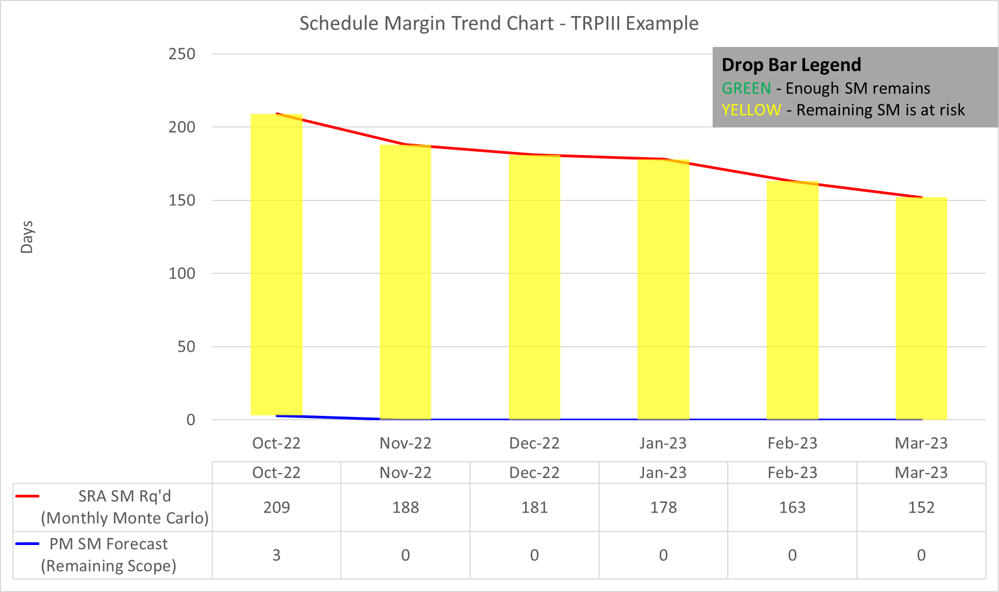 Schedule Margin Trend Chart - TRPIII Example
Drop Bar Legend
GREEN - Enough SM remains
YELLOW - Remaining SM is at risk
250
200
150
100
50
0
Days
Oct-22 Nov-22 Dec-22 Jan-23 Feb-23 Mar-23
Oct-22 Nov-22 Dec-22 Jan-23 Feb-23 Mar-23
SRA SM Rq'd
(Monthly Monte Carlo)
209 188 181 178 163 152
PM SM Forecast
(Remaining Scope)
3 0 0 0 0 0